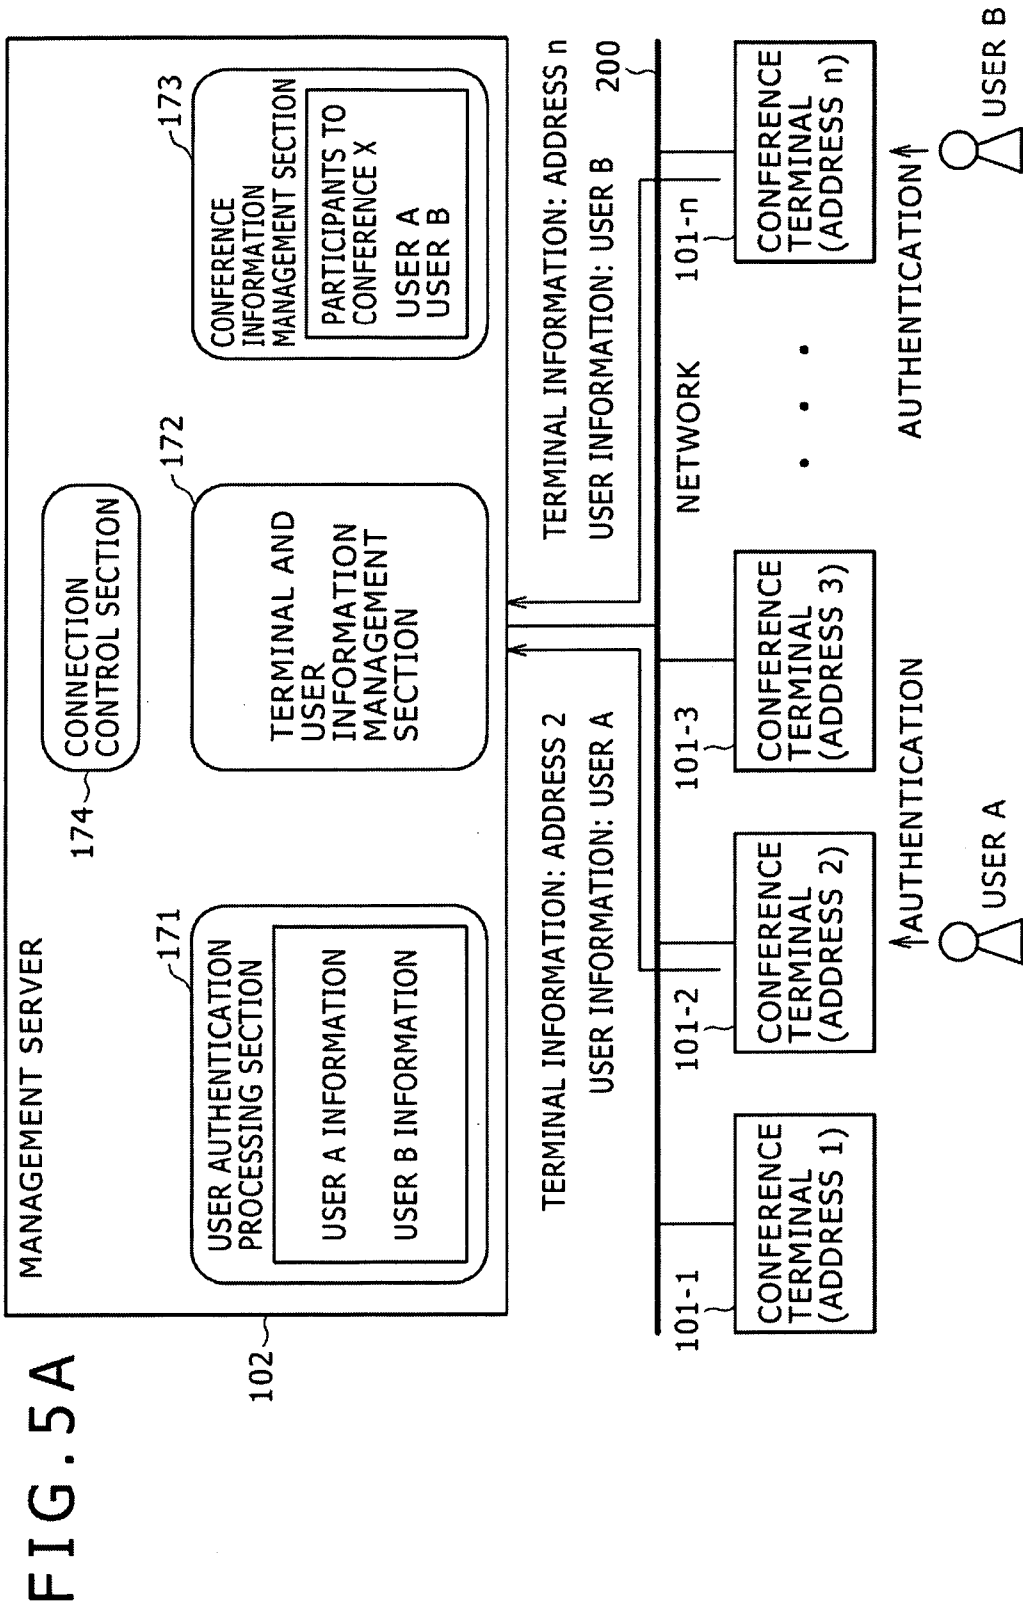 FIG. 5A
MANAGEMENT SERVER
102
174
CONNECTION
CONTROL SECTION
171
USER AUTHENTICATION
PROCESSING SECTION
USER A INFORMATION
USER B INFORMATION
172
TERMINAL AND
USER
INFORMATION
MANAGEMENT
SECTION
173
CONFERENCE
INFORMATION
MANAGEMENT SECTION
PARTICIPANTS TO
CONFERENCE X
USER A
USER B
TERMINAL INFORMATION: ADDRESS 2
USER INFORMATION: USER A
TERMINAL INFORMATION: ADDRESS n
USER INFORMATION: USER B
200
NETWORK
101-1
CONFERENCE
TERMINAL
(ADDRESS 1)
101-2
CONFERENCE
TERMINAL
(ADDRESS 2)
101-3
CONFERENCE
TERMINAL
(ADDRESS 3)
• • •
101-n
CONFERENCE
TERMINAL
(ADDRESS n)
AUTHENTICATION
USER A
AUTHENTICATION
USER B